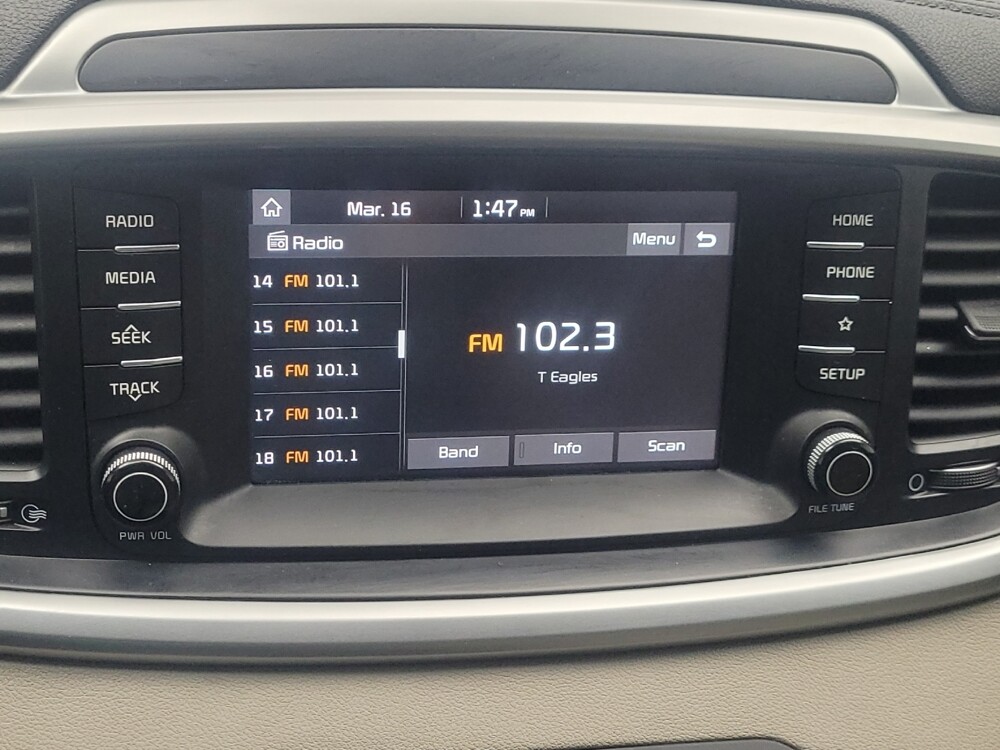 Mar. 16 1:47 PM
Radio Menu
14 FM 101.1
15 FM 101.1
16 FM 101.1
17 FM 101.1
18 FM 101.1
FM 102.3
T Eagles
Band Info Scan
RADIO
MEDIA
SEEK
TRACK
PWR VOL
HOME
PHONE
SETUP
FILE TUNE